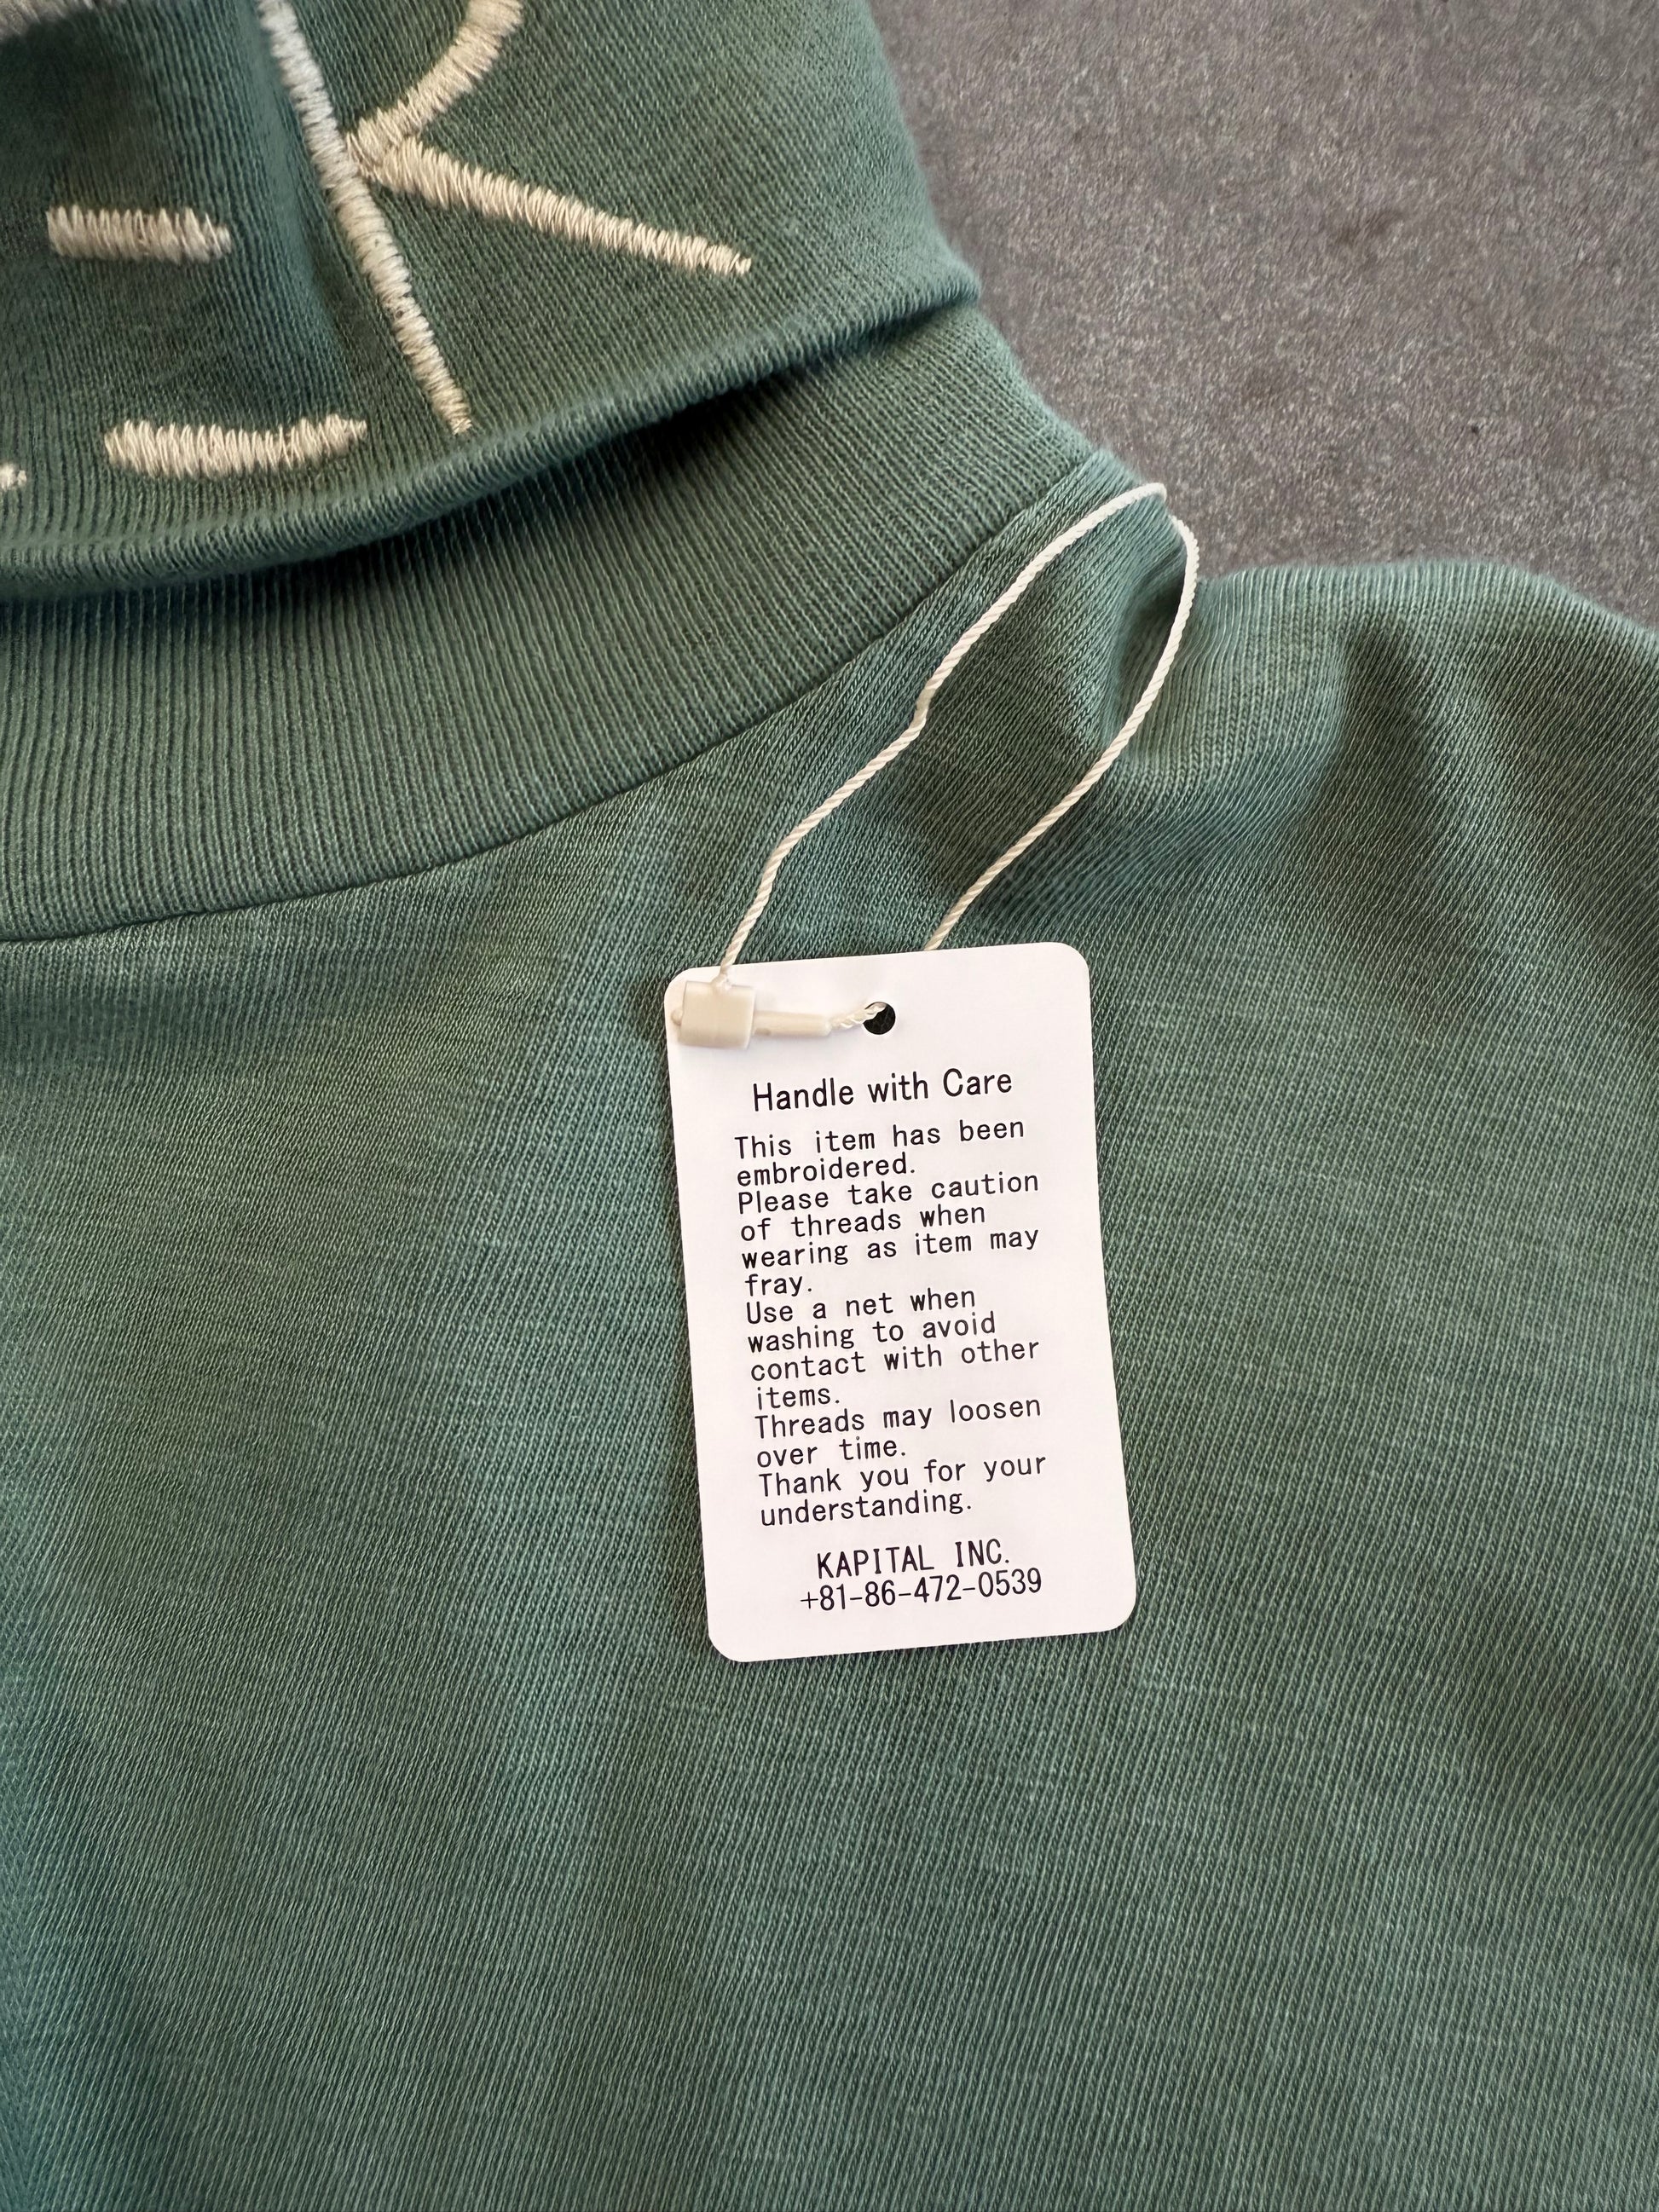 R
Handle with Care
This item has been
embroidered.
Please take caution
of threads when
wearing as item may
fray.
Use a net when
washing to avoid
contact with other
items.
Threads may loosen
over time.
Thank you for your
understanding.
KAPITAL INC.
+81-86-472-0539